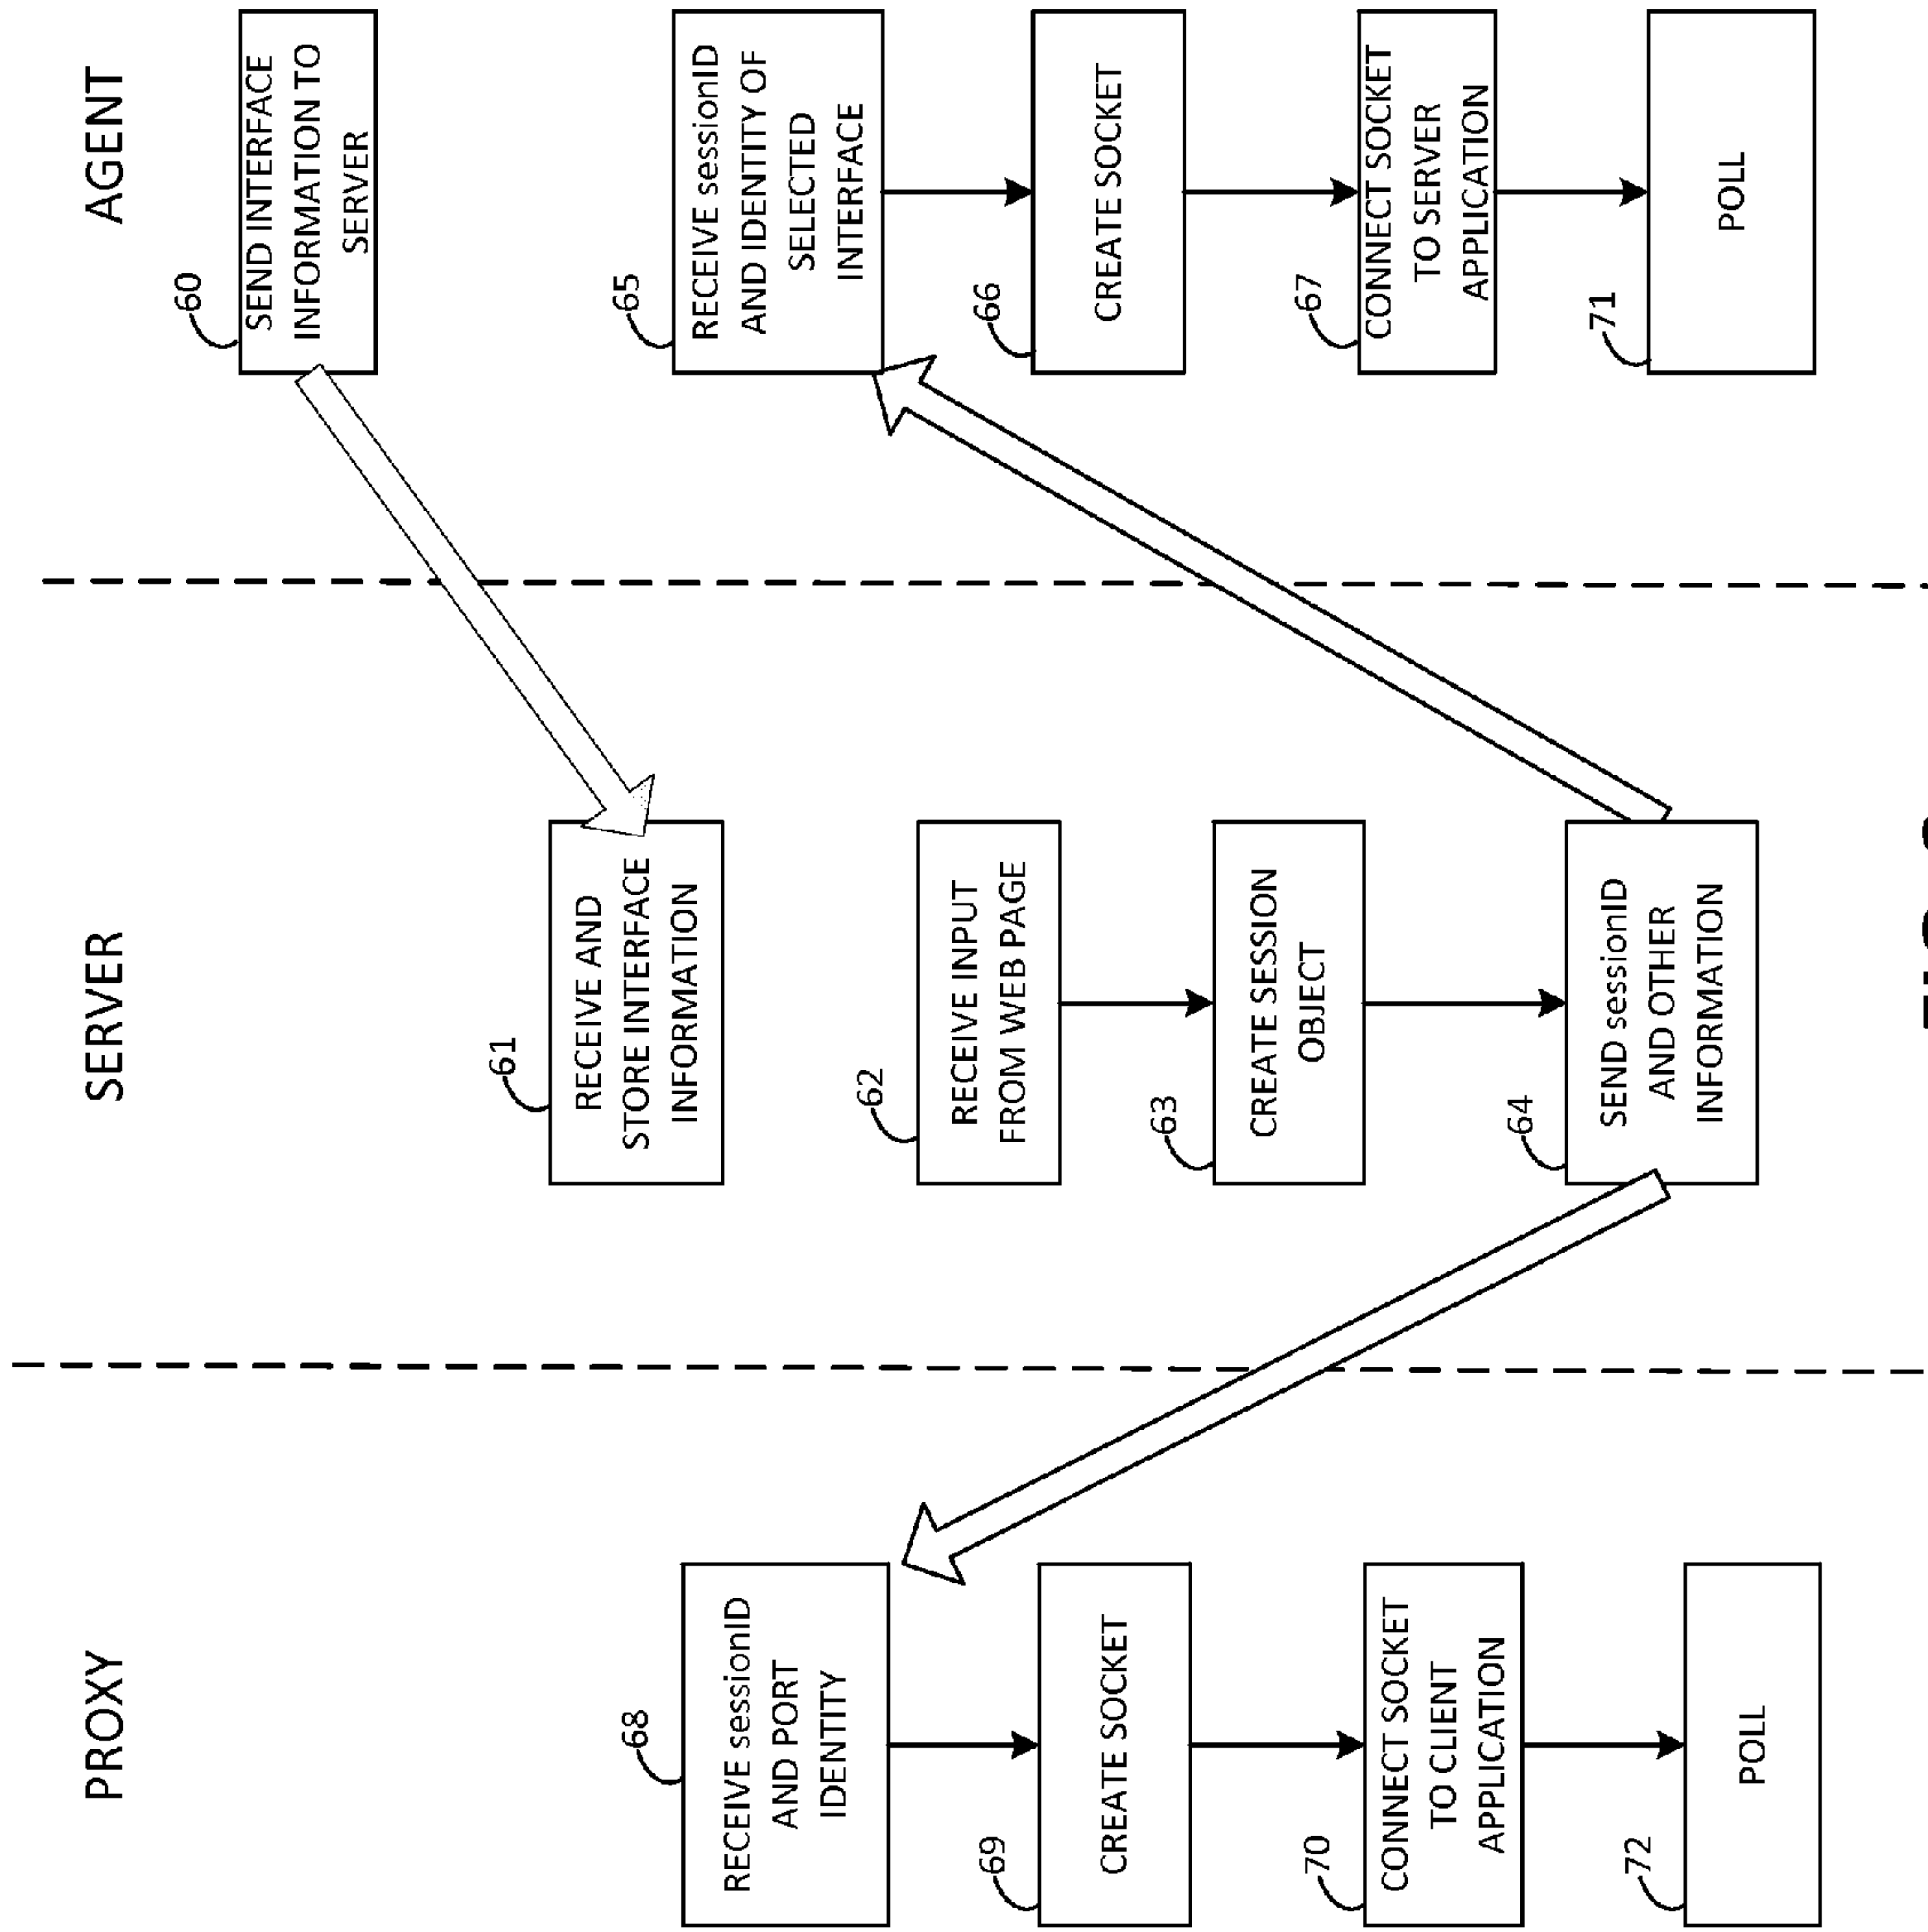 PROXY
SERVER
AGENT
60
SEND INTERFACE
INFORMATION TO
SERVER
61
RECEIVE AND
STORE INTERFACE
INFORMATION
62
RECEIVE INPUT
FROM WEB PAGE
63
CREATE SESSION
OBJECT
64
SEND sessionID
AND OTHER
INFORMATION
65
RECEIVE sessionID
AND IDENTITY OF
SELECTED
INTERFACE
66
CREATE SOCKET
67
CONNECT SOCKET
TO SERVER
APPLICATION
71
POLL
68
RECEIVE sessionID
AND PORT
IDENTITY
69
CREATE SOCKET
70
CONNECT SOCKET
TO CLIENT
APPLICATION
72
POLL